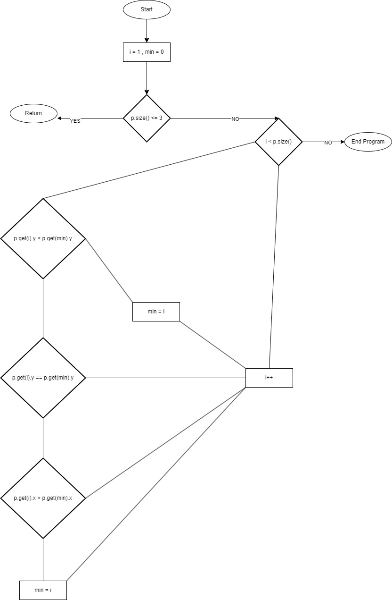 Start
i = 1 , min = 0
p.size() <= 3
Return
YES
NO
i < p.size()
NO
End Program
p.get(i).y < p.get(min).y
min = i
p.get(i).y == p.get(min).y
i++
p.get(i).x < p.get(min).x
min = i